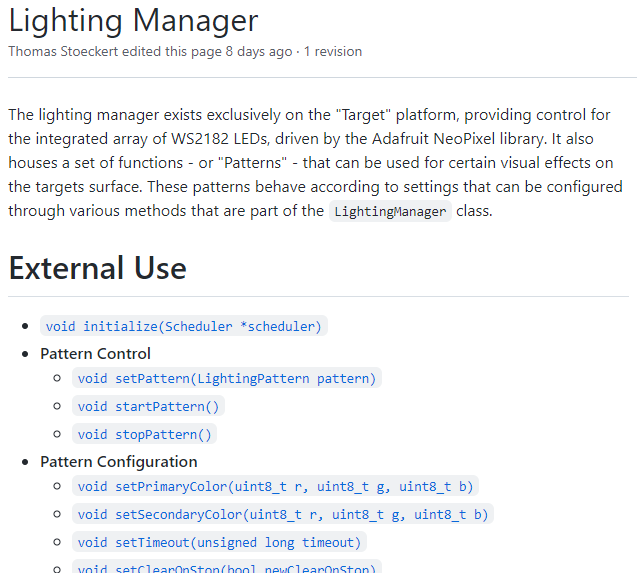 Lighting Manager
Thomas Stoeckert edited this page 8 days ago · 1 revision
The lighting manager exists exclusively on the "Target" platform, providing control for
the integrated array of WS2182 LEDs, driven by the Adafruit NeoPixel library. It also
houses a set of functions - or "Patterns" - that can be used for certain visual effects on
the targets surface. These patterns behave according to settings that can be configured
through various methods that are part of the LightingManager class.
External Use
• void initialize(Scheduler *scheduler)
• Pattern Control
○ void setPattern(LightingPattern pattern)
○ void startPattern()
○ void stopPattern()
• Pattern Configuration
○ void setPrimaryColor(uint8_t r, uint8_t g, uint8_t b)
○ void setSecondaryColor(uint8_t r, uint8_t g, uint8_t b)
○ void setTimeout(unsigned long timeout)
○ void setClearOnStop(bool newClearOnStop)